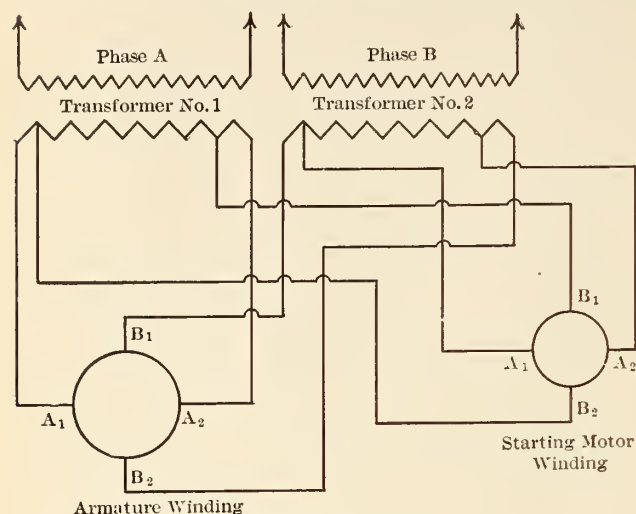 Phase A
Phase B
Transformer No. 1
Transformer No. 2
B1
B1
A1
A2
A1
A2
B2
B2
Starting Motor
Winding
Armature Winding